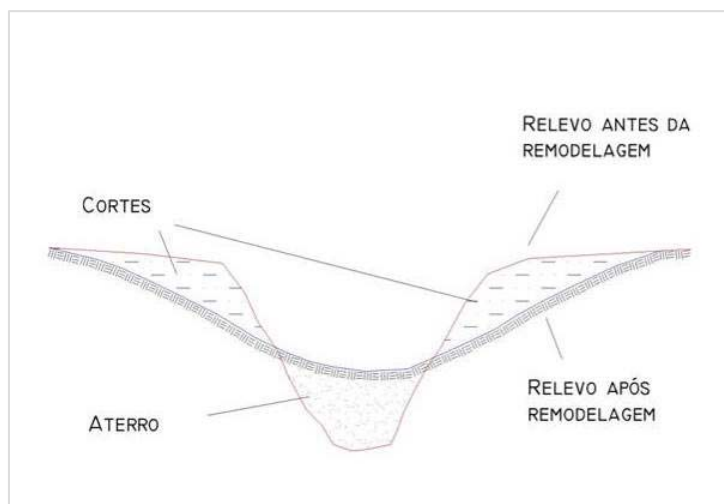 RELEVO ANTES DA
REMODELAGEM
CORTES
RELEVO APÓS
REMODELAGEM
ATERRO